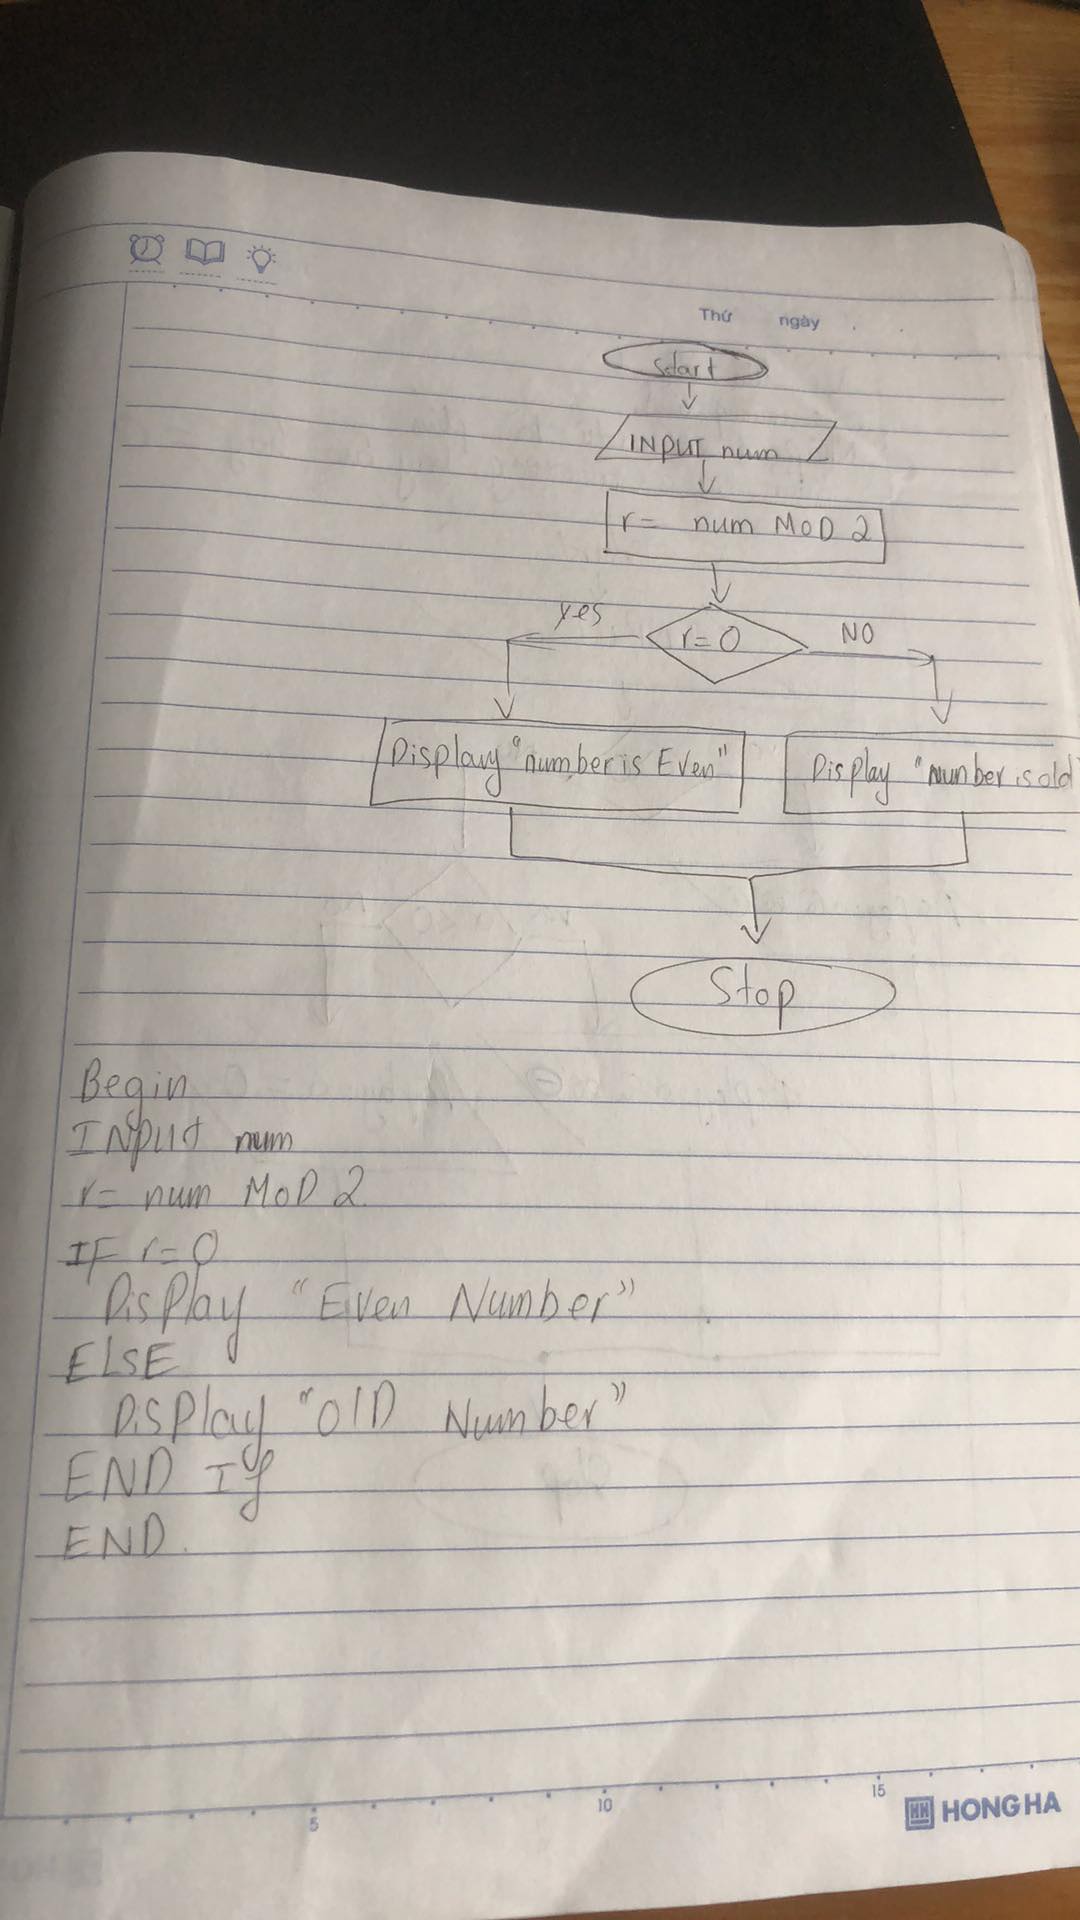 Thứ ngày
Start
INPUT num
r= num MOD 2
yes
r=0
NO
Display "number is Even"
Display "Number is old"
Stop
Begin
INPUT num
r= num MOD 2
IF r=0
Display "Even Number"
ELSE
Display "OlD Number"
END If
END.
5
10
15
HONG HA